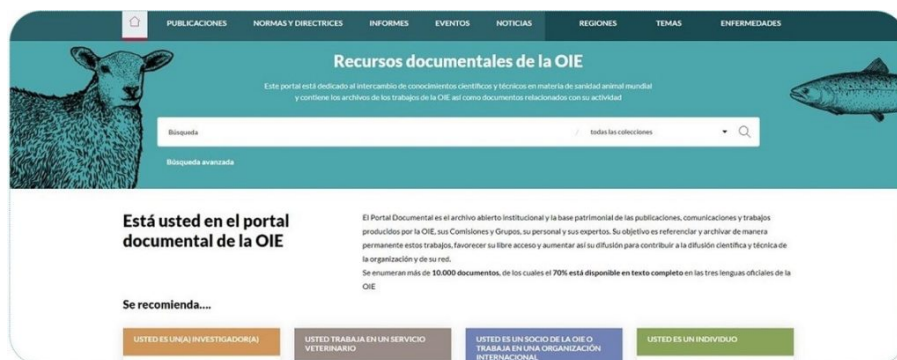 PUBLICACIONES NORMAS Y DIRECTRICES INFORMES EVENTOS NOTICIAS REGIONES TEMAS ENFERMEDADES
Recursos documentales de la OIE
Este portal está dedicado al intercambio de conocimientos científicos y técnicos en materia de sanidad animal mundial
y contiene los archivos de los trabajos de la OIE así como documentos relacionados con su actividad
Búsqueda / todas las colecciones
Búsqueda avanzada
Está usted en el portal
documental de la OIE
El Portal Documental es el archivo abierto institucional y la base patrimonial de las publicaciones, comunicaciones y trabajos
producidos por la OIE, sus Comisiones y Grupos, su personal y sus expertos. Su objetivo es referenciar y archivar de manera
permanente estos trabajos, favorecer su libre acceso y aumentar así su difusión para contribuir a la difusión científica y técnica de
la organización y de su red.
Se enumeran más de 10.000 documentos, de los cuales el 70% está disponible en texto completo en las tres lenguas oficiales de la
OIE
Se recomienda....
USTED ES UN(A) INVESTIGADOR(A)
USTED TRABAJA EN UN SERVICIO
VETERINARIO
USTED ES UN SOCIO DE LA OIE O
TRABAJA EN UNA ORGANIZACIÓN
INTERNACIONAL
USTED ES UN INDIVIDUO